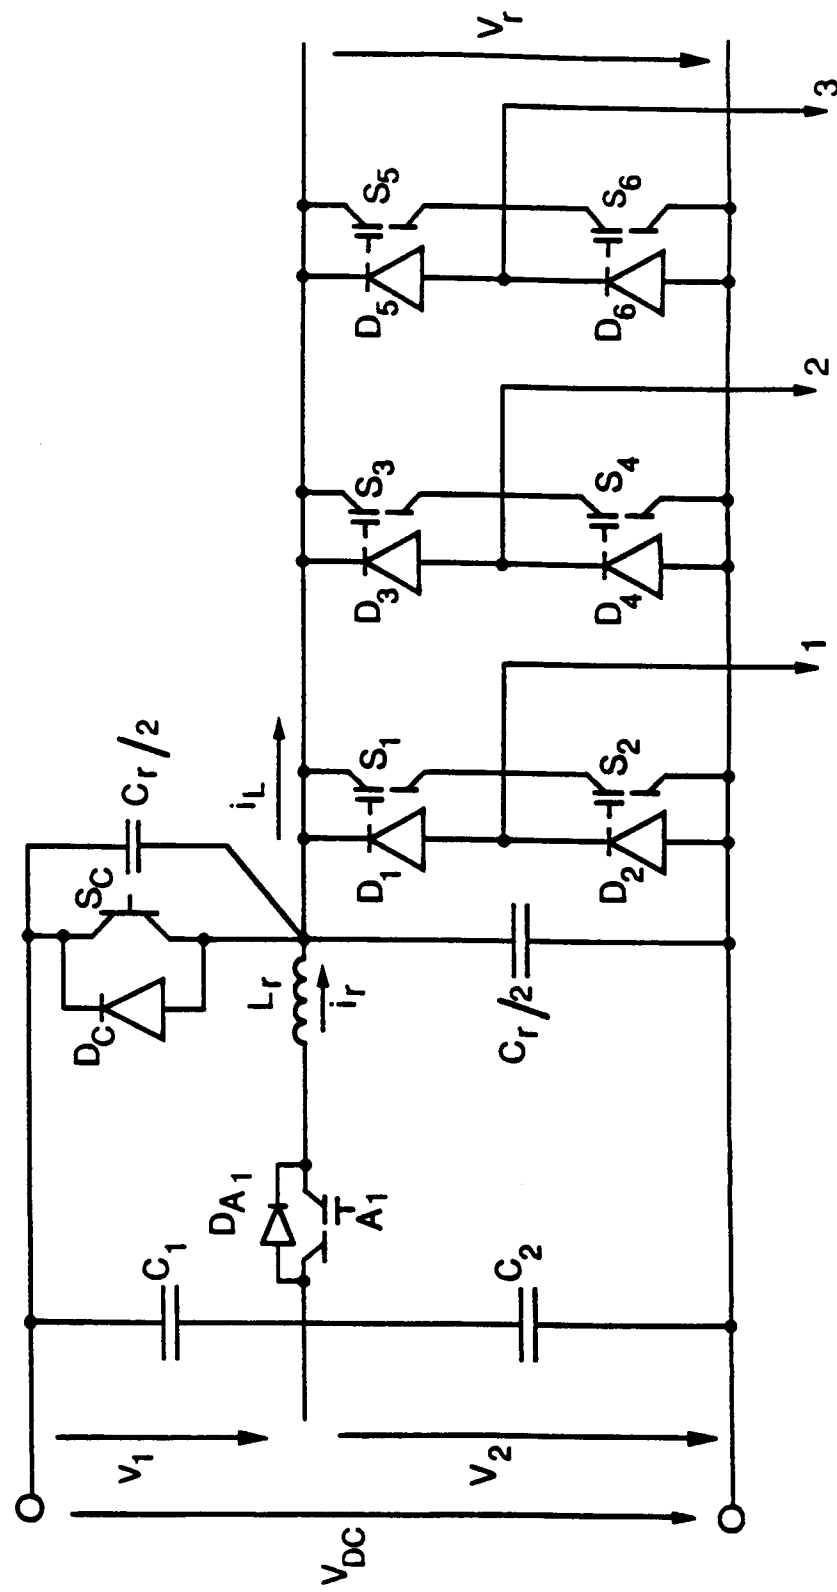 V_DC
V_1
V_2
C_1
C_2
D_A1
A_1
L_r
i_r
D_C
S_C
C_r/2
C_r/2
i_L
D_1
S_1
D_2
S_2
1
D_3
S_3
D_4
S_4
2
D_5
S_5
D_6
S_6
3
V_r